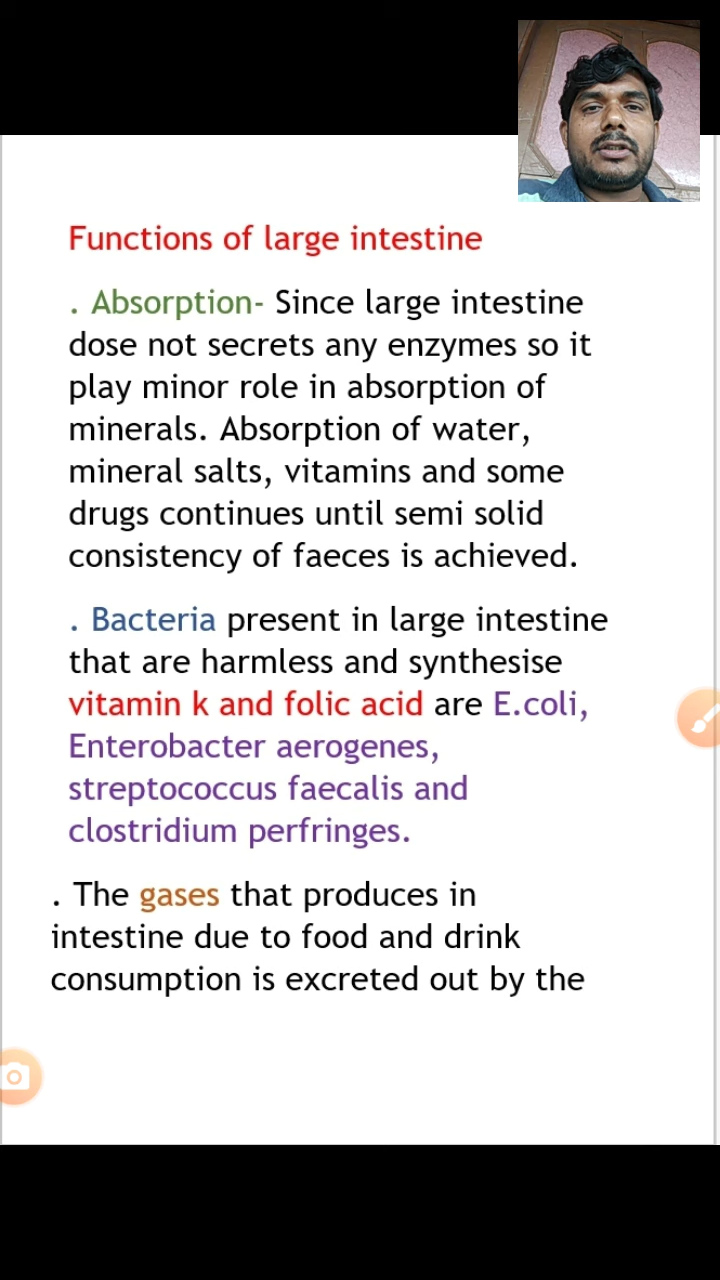 Functions of large intestine
. Absorption- Since large intestine
dose not secrets any enzymes so it
play minor role in absorption of
minerals. Absorption of water,
mineral salts, vitamins and some
drugs continues until semi solid
consistency of faeces is achieved.
. Bacteria present in large intestine
that are harmless and synthesise
vitamin k and folic acid are E.coli,
Enterobacter aerogenes,
streptococcus faecalis and
clostridium perfringes.
. The gases that produces in
intestine due to food and drink
consumption is excreted out by the